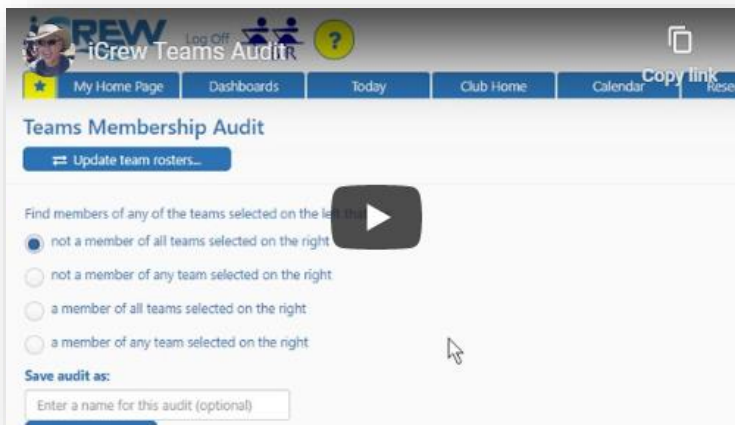 iCREW Log Off ?
iCrew Teams Audit
Copy link
My Home Page Dashboards Today Club Home Calendar Rese
Teams Membership Audit
Update team rosters...
Find members of any of the teams selected on the left
not a member of all teams selected on the right
not a member of any team selected on the right
a member of all teams selected on the right
a member of any team selected on the right
Save audit as:
Enter a name for this audit (optional)